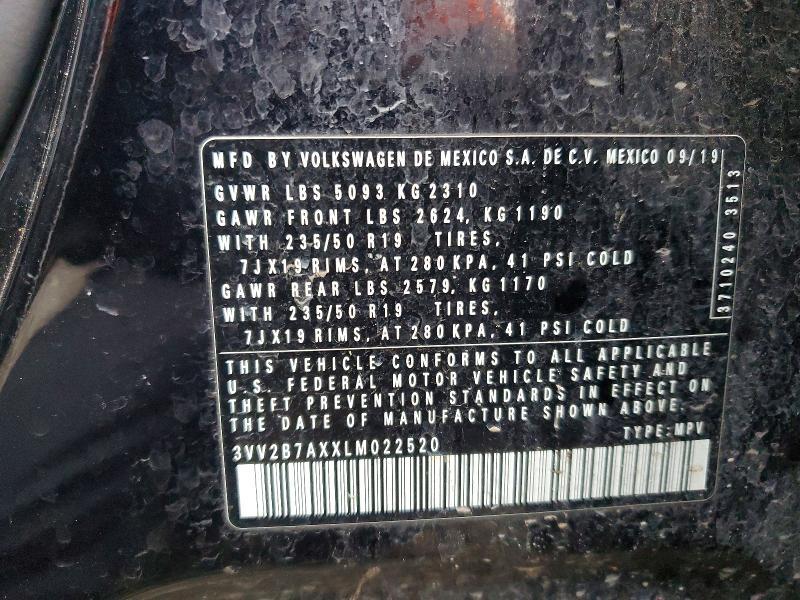 MFD BY VOLKSWAGEN DE MEXICO S.A. DE C.V. MEXICO 09/19
GVWR LBS 5093 KG 2310
GAWR FRONT LBS 2624, KG 1190
WITH 235/50 R19 TIRES,
7JX19 RIMS, AT 280 KPA, 41 PSI COLD
GAWR REAR LBS 2579, KG 1170
WITH 235/50 R19 TIRES,
7JX19 RIMS, AT 280 KPA, 41 PSI COLD
3710240 3513
THIS VEHICLE CONFORMS TO ALL APPLICABLE
U.S. FEDERAL MOTOR VEHICLE SAFETY AND
THEFT PREVENTION STANDARDS IN EFFECT ON
THE DATE OF MANUFACTURE SHOWN ABOVE.
TYPE: MPV
3VV2B7AXXLM022520